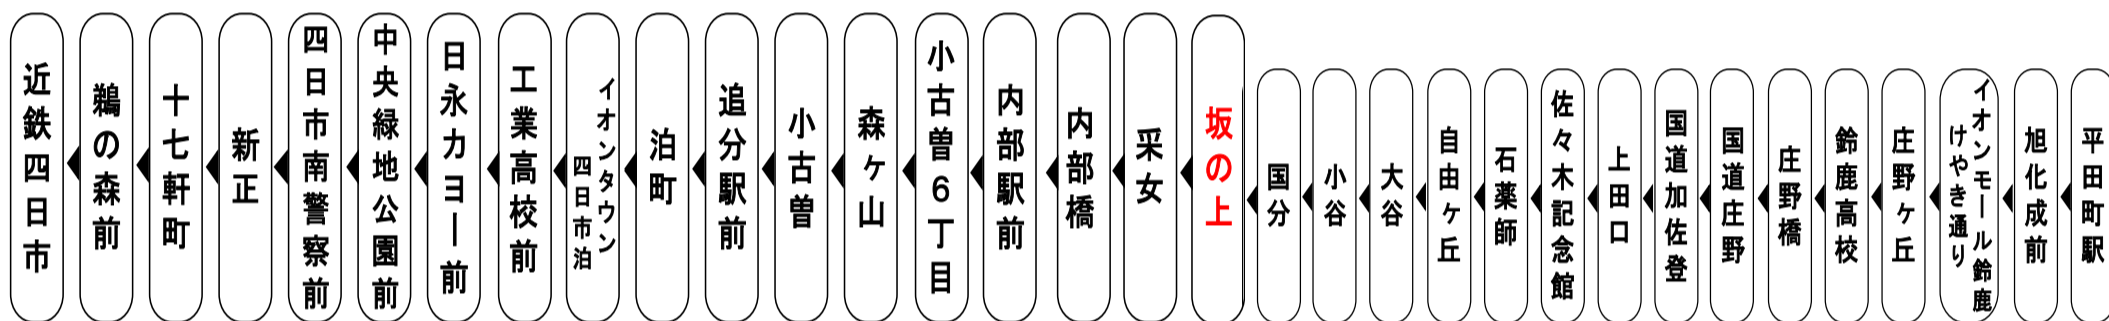 近鉄四日市
鵜の森前
十七軒町
新正
四日市南警察前
中央緑地公園前
日永カヨー前
工業高校前
イオンタウン
四日市泊
泊町
追分駅前
小古曽
森ヶ山
小古曽6丁目
内部駅前
内部橋
采女
坂の上
国分
小谷
大谷
自由ヶ丘
石薬師
佐々木記念館
上田口
国道加佐登
国道庄野
庄野橋
鈴鹿高校
庄野ヶ丘
イオンモール鈴鹿
けやき通り
旭化成前
平田町駅